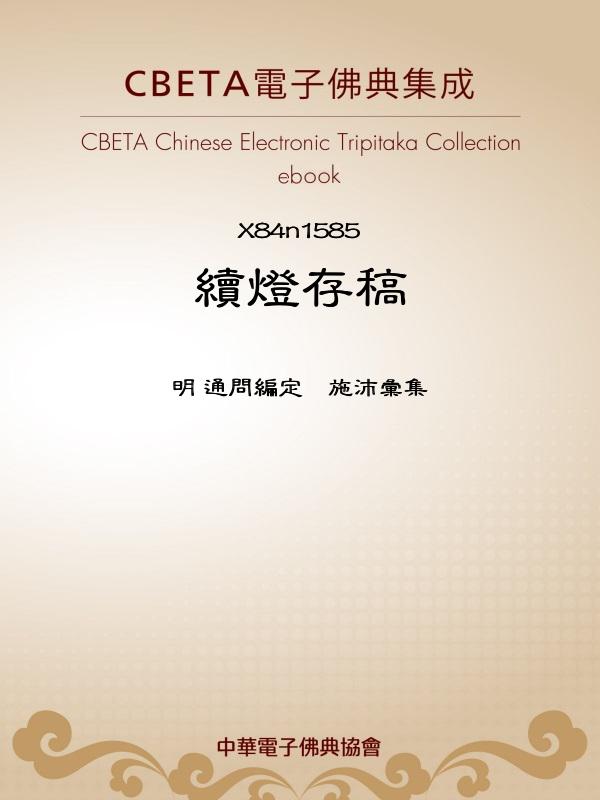 CBETA電子佛典集成
CBETA Chinese Electronic Tripitaka Collection
ebook
X84n1585
續燈存稿
明 通問編定　施沛彙集
中華電子佛典協會